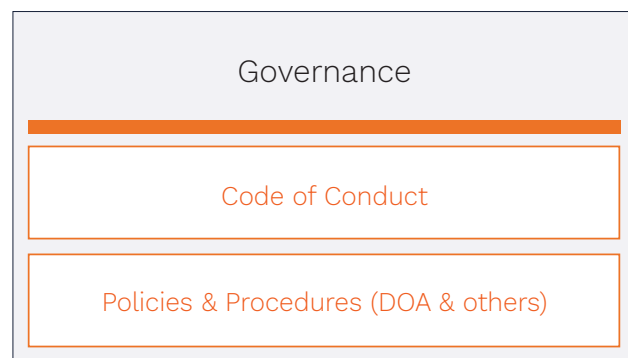 Governance
Code of Conduct
Policies & Procedures (DOA & others)